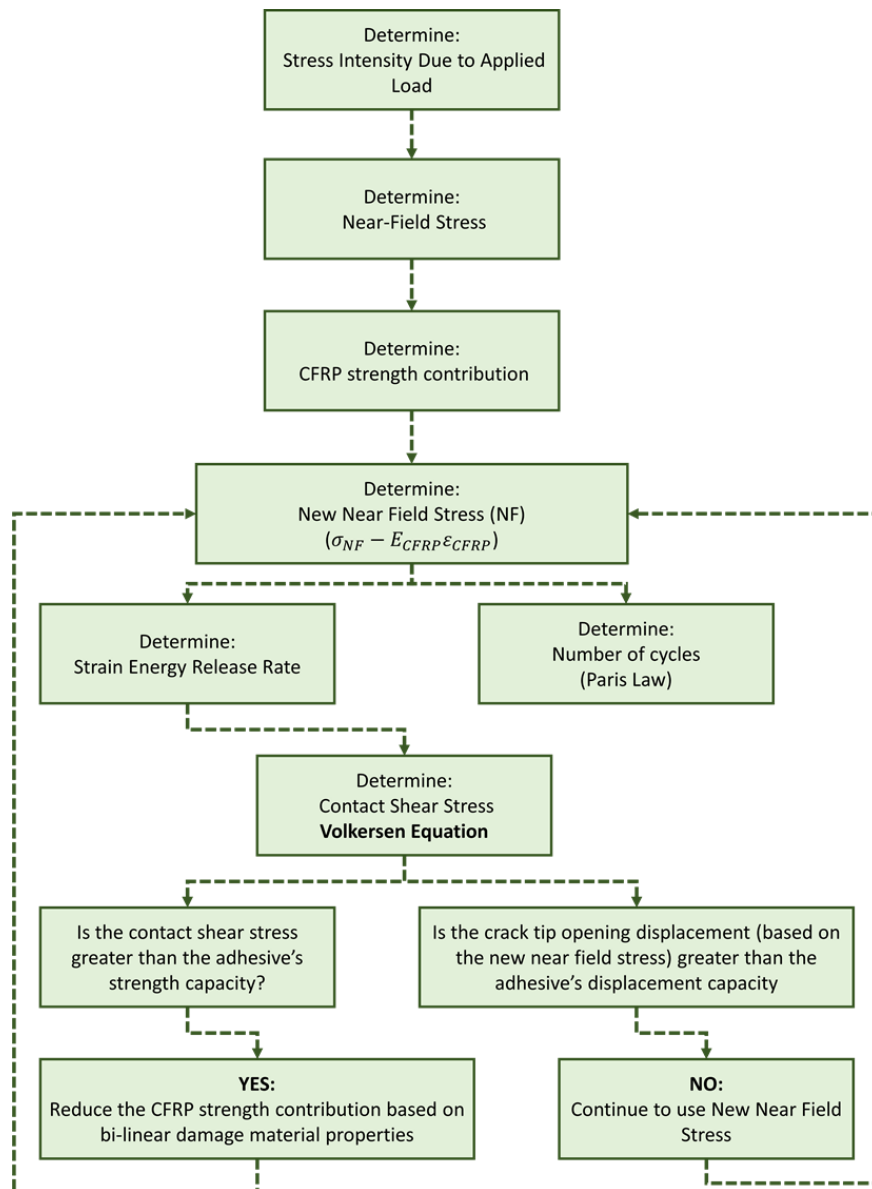 Determine:
Stress Intensity Due to Applied
Load
Determine:
Near-Field Stress
Determine:
CFRP strength contribution
Determine:
New Near Field Stress (NF)
(σ_NF − E_CFRP ε_CFRP)
Determine:
Strain Energy Release Rate
Determine:
Number of cycles
(Paris Law)
Determine:
Contact Shear Stress
Volkersen Equation
Is the contact shear stress
greater than the adhesive’s
strength capacity?
Is the crack tip opening displacement (based on
the new near field stress) greater than the
adhesive’s displacement capacity
YES:
Reduce the CFRP strength contribution based on
bi-linear damage material properties
NO:
Continue to use New Near Field
Stress